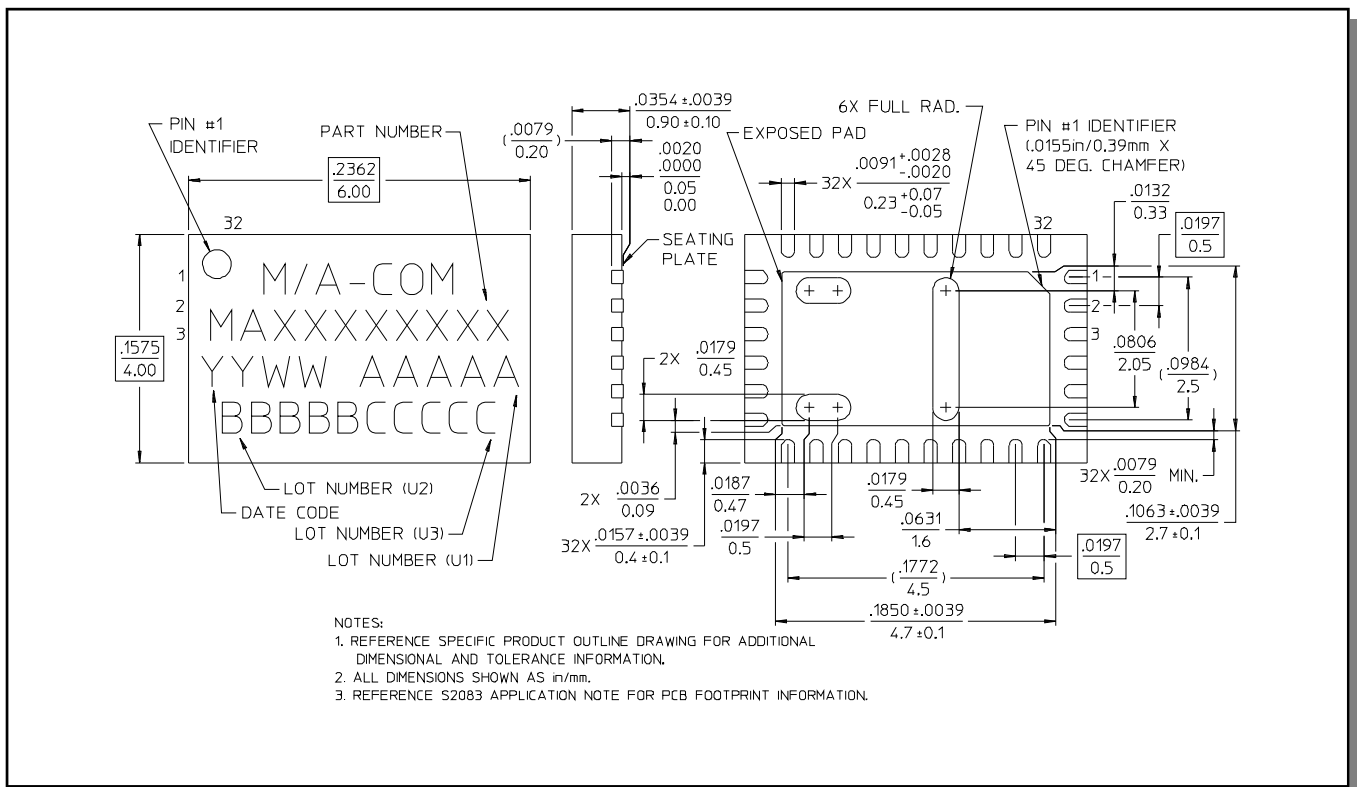 PIN #1
IDENTIFIER
PART NUMBER
.2362
6.00
32
1
2
3
.1575
4.00
M/A-COM
MAXXXXXXXXX
YYWW AAAAA
BBBBBCCCCC
LOT NUMBER (U2)
DATE CODE
LOT NUMBER (U3)
LOT NUMBER (U1)
.0354 ±.0039
0.90 ±0.10
(.0079
0.20)
.0020
.0000
0.05
0.00
SEATING
PLATE
EXPOSED PAD
6X FULL RAD.
32X .0091 +.0028
-.0020
0.23 +0.07
-0.05
PIN #1 IDENTIFIER
(.0155in/0.39mm X
45 DEG. CHAMFER)
32
.0132
0.33
.0197
0.5
1
2
3
.0806
2.05
(.0984
2.5)
2X .0179
0.45
2X .0036
0.09
32X .0157 ±.0039
0.4 ±0.1
.0187
0.47
.0197
0.5
.0179
0.45
.0631
1.6
32X .0079 MIN.
0.20
.1063 ±.0039
2.7 ±0.1
.0197
0.5
(.1772
4.5)
.1850 ±.0039
4.7 ±0.1
NOTES:
1. REFERENCE SPECIFIC PRODUCT OUTLINE DRAWING FOR ADDITIONAL
DIMENSIONAL AND TOLERANCE INFORMATION.
2. ALL DIMENSIONS SHOWN AS in/mm.
3. REFERENCE S2083 APPLICATION NOTE FOR PCB FOOTPRINT INFORMATION.